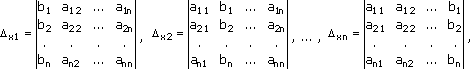 Δx1 = |b1 a12 ... a1n| , Δx2 = |a11 b1 ... a1n| , ... , Δxn = |a11 a12 ... b1| ,
|b2 a22 ... a2n| |a21 b2 ... a2n| |a21 a22 ... b2|
|. . . .| |. . . .| |. . . .|
|bn an2 ... ann| |an1 bn ... ann| |an1 an2 ... bn|